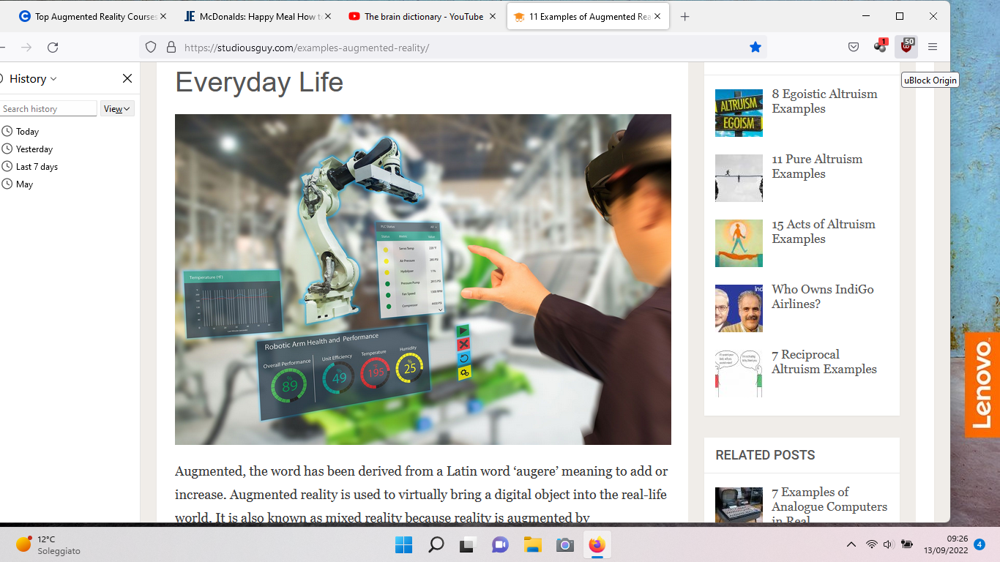 Top Augmented Reality Courses
McDonalds: Happy Meal How to
The brain dictionary - YouTube
11 Examples of Augmented Rea
https://studiousguy.com/examples-augmented-reality/
1
50
uBlock Origin
History
Search history
View
Today
Yesterday
Last 7 days
May
Everyday Life
PLC Status
Status
Value
Servo Temp
220 °F
Air Pressure
285 PSI
Hydolyzer
11%
Pressure Pump
2915 PSI
Fan Speed
1300 RPM
Compressor
4450 PSI
Temperature (°F)
Robotic Arm Health and Performance
Overall Performance
Unit Efficiency
Temperature
Humidity
%
89
%
49
195
%
25
Augmented, the word has been derived from a Latin word ‘augere’ meaning to add or
increase. Augmented reality is used to virtually bring a digital object into the real-life
world. It is also known as mixed reality because reality is augmented by
ALTRUISM
EGOISM
8 Egoistic Altruism
Examples
11 Pure Altruism
Examples
15 Acts of Altruism
Examples
Ind
Who Owns IndiGo
Airlines?
7 Reciprocal
Altruism Examples
RELATED POSTS
7 Examples of
Analogue Computers
in Real
Lenovo
12°C
Soleggiato
09:26
13/09/2022
4